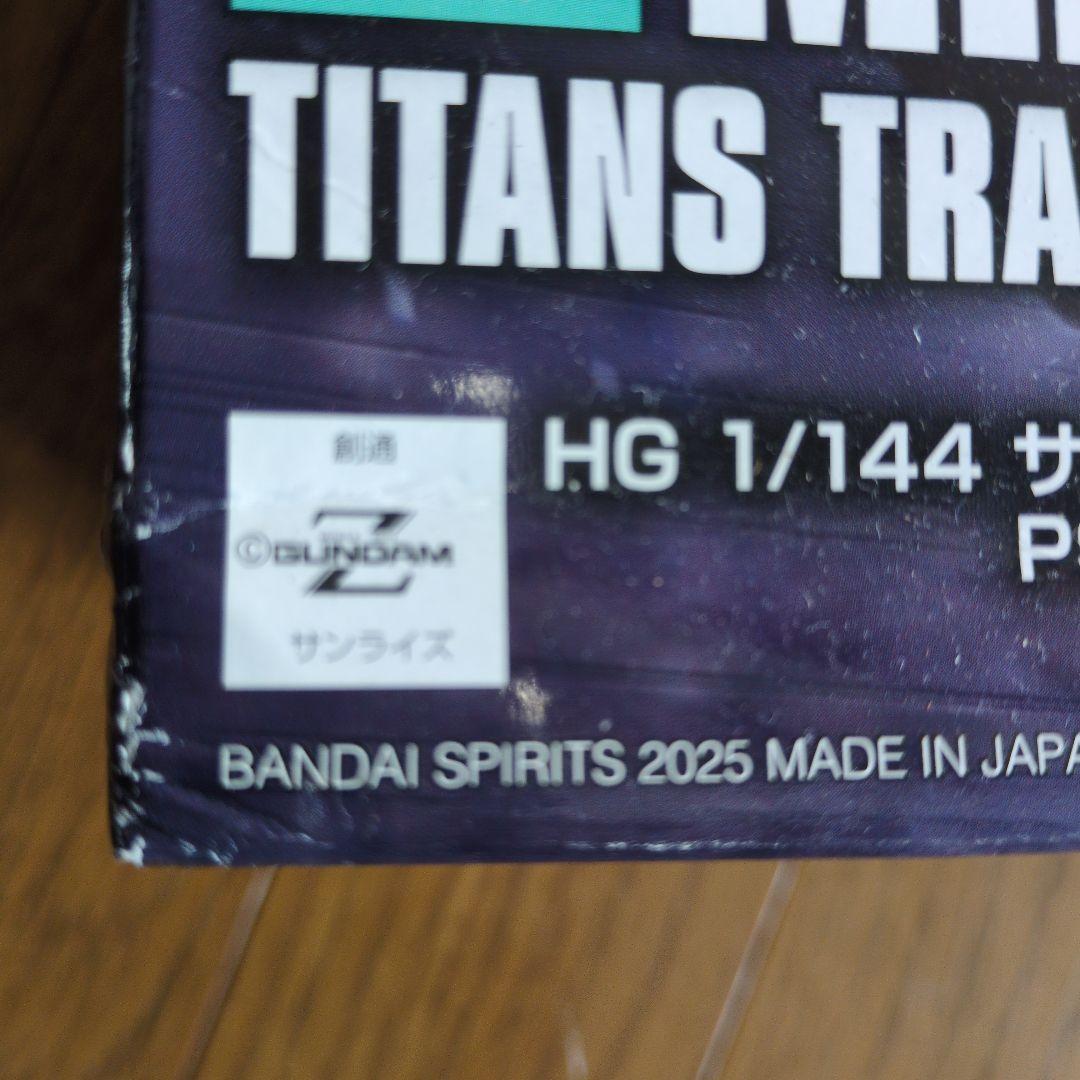 TITANS TRA
HG 1/144 サ
創通
©GUNDAM
Z
サンライズ
BANDAI SPIRITS 2025 MADE IN JAPA